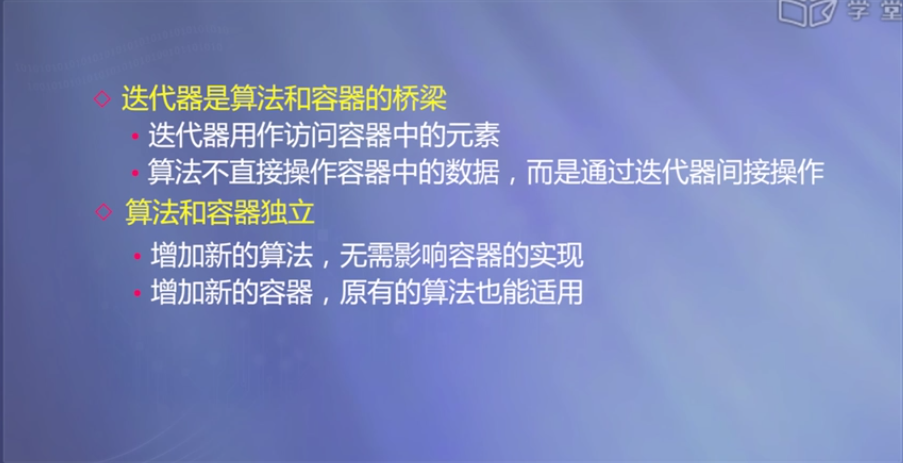 学堂
迭代器是算法和容器的桥梁
迭代器用作访问容器中的元素
算法不直接操作容器中的数据，而是通过迭代器间接操作
算法和容器独立
增加新的算法，无需影响容器的实现
增加新的容器，原有的算法也能适用